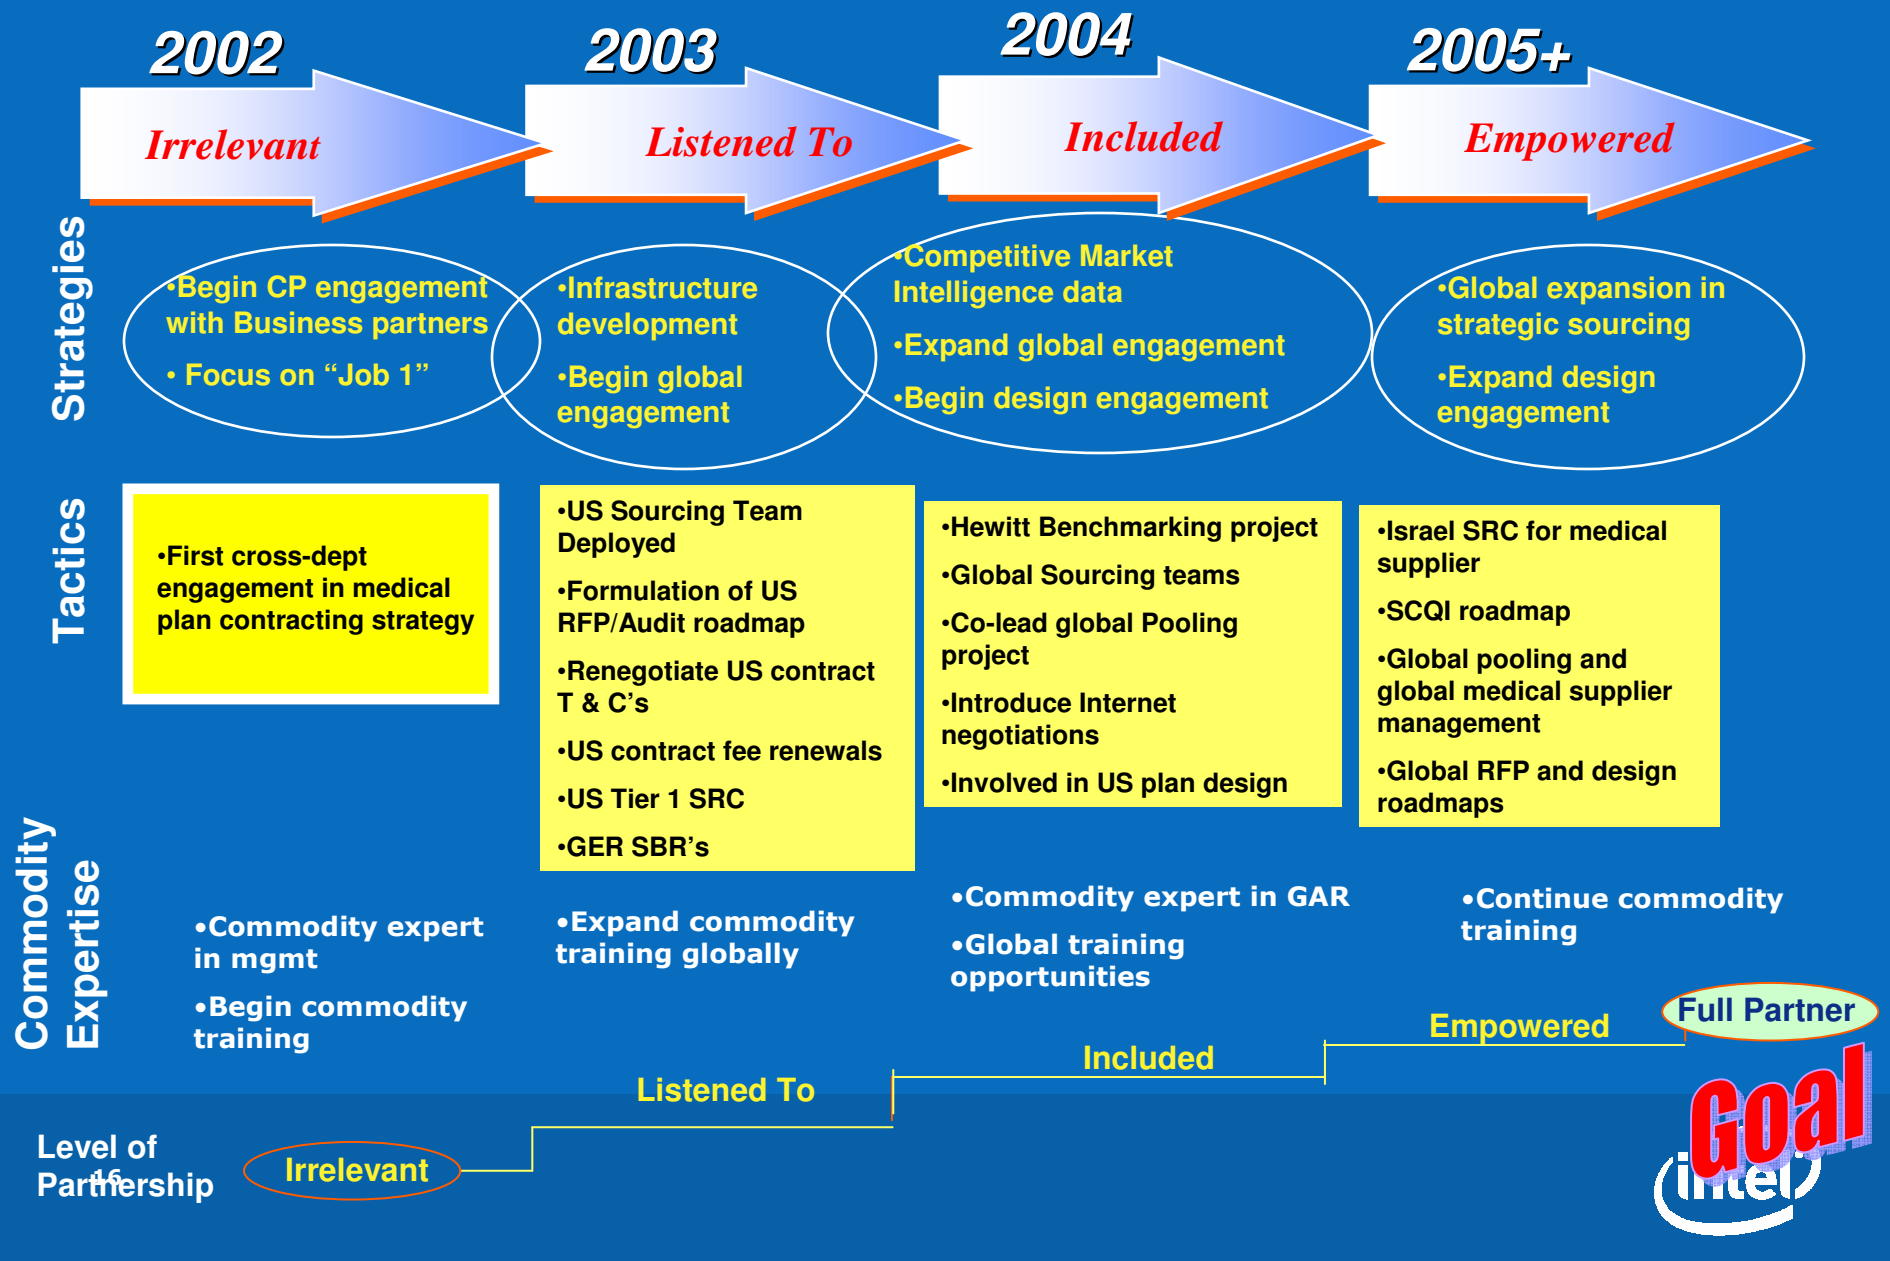 2002
2003
2004
2005+
Irrelevant
Listened To
Included
Empowered
Strategies
•Begin CP engagement
with Business partners
• Focus on “Job 1”
•Infrastructure
development
•Begin global
engagement
•Competitive Market
Intelligence data
•Expand global engagement
•Begin design engagement
•Global expansion in
strategic sourcing
•Expand design
engagement
Tactics
•First cross-dept
engagement in medical
plan contracting strategy
•US Sourcing Team
Deployed
•Formulation of US
RFP/Audit roadmap
•Renegotiate US contract
T & C’s
•US contract fee renewals
•US Tier 1 SRC
•GER SBR’s
•Hewitt Benchmarking project
•Global Sourcing teams
•Co-lead global Pooling
project
•Introduce Internet
negotiations
•Involved in US plan design
•Israel SRC for medical
supplier
•SCQI roadmap
•Global pooling and
global medical supplier
management
•Global RFP and design
roadmaps
Commodity
Expertise
•Commodity expert
in mgmt
•Begin commodity
training
•Expand commodity
training globally
•Commodity expert in GAR
•Global training
opportunities
•Continue commodity
training
Level of
Partnership
16
Irrelevant
Listened To
Included
Empowered
Full Partner
Goal
intel